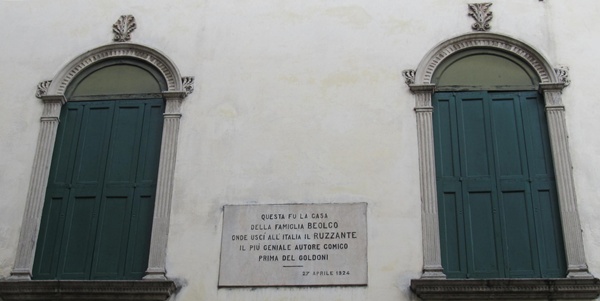 QUESTA FU LA CASA
DELLA FAMIGLIA BEOLCO
ONDE USCÌ ALL'ITALIA IL RUZZANTE
IL PIÙ GENIALE AUTORE COMICO
PRIMA DEL GOLDONI
27 APRILE 1924